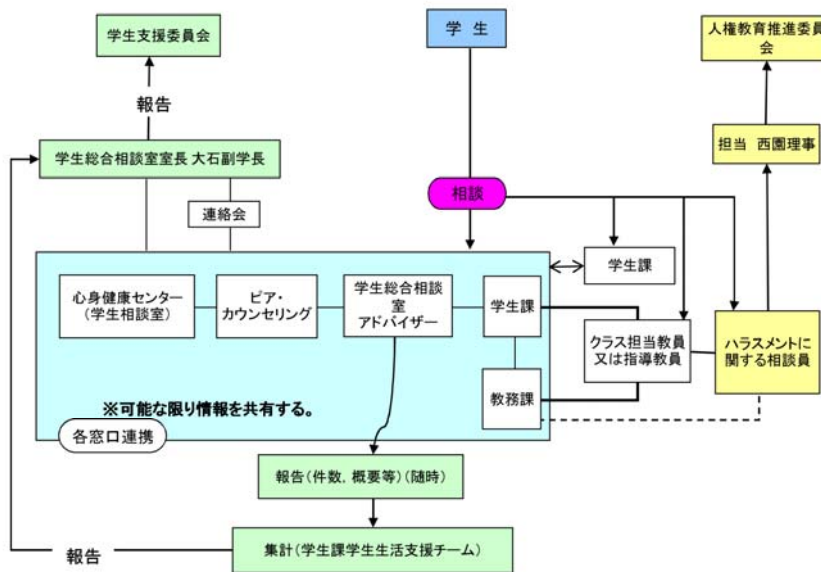 学生支援委員会
学 生
人権教育推進委員
会
報告
学生総合相談室室長 大石副学長
担当 西園理事
相談
連絡会
学生課
心身健康センター
(学生相談室)
ピア・
カウンセリング
学生総合相談
室
アドバイザー
学生課
クラス担当教員
又は指導教員
ハラスメントに
関する相談員
教務課
※可能な限り情報を共有する。
各窓口連携
報告(件数，概要等)(随時)
報告
集計(学生課学生生活支援チーム)